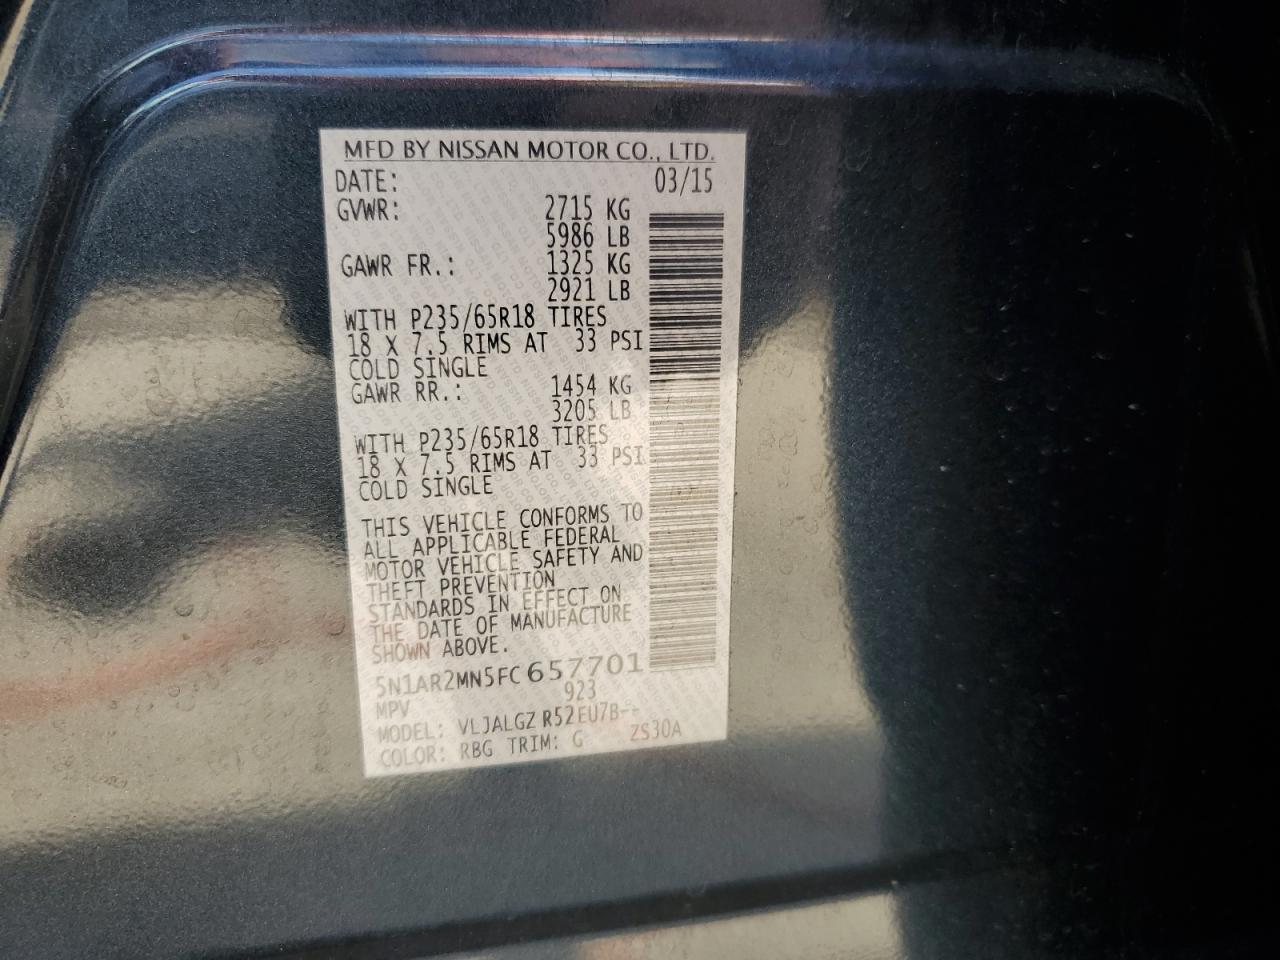 MFD BY NISSAN MOTOR CO., LTD.
DATE: 03/15
GVWR: 2715 KG
5986 LB
GAWR FR.: 1325 KG
2921 LB
WITH P235/65R18 TIRES
18 X 7.5 RIMS AT 33 PSI
COLD SINGLE
GAWR RR.: 1454 KG
3205 LB
WITH P235/65R18 TIRES
18 X 7.5 RIMS AT 33 PSI
COLD SINGLE
THIS VEHICLE CONFORMS TO
ALL APPLICABLE FEDERAL
MOTOR VEHICLE SAFETY AND
THEFT PREVENTION
STANDARDS IN EFFECT ON
THE DATE OF MANUFACTURE
SHOWN ABOVE.
5N1AR2MN5FC657701
MPV 923
MODEL: VLJALGZ R52EU7B--
COLOR: RBG TRIM: G ZS30A